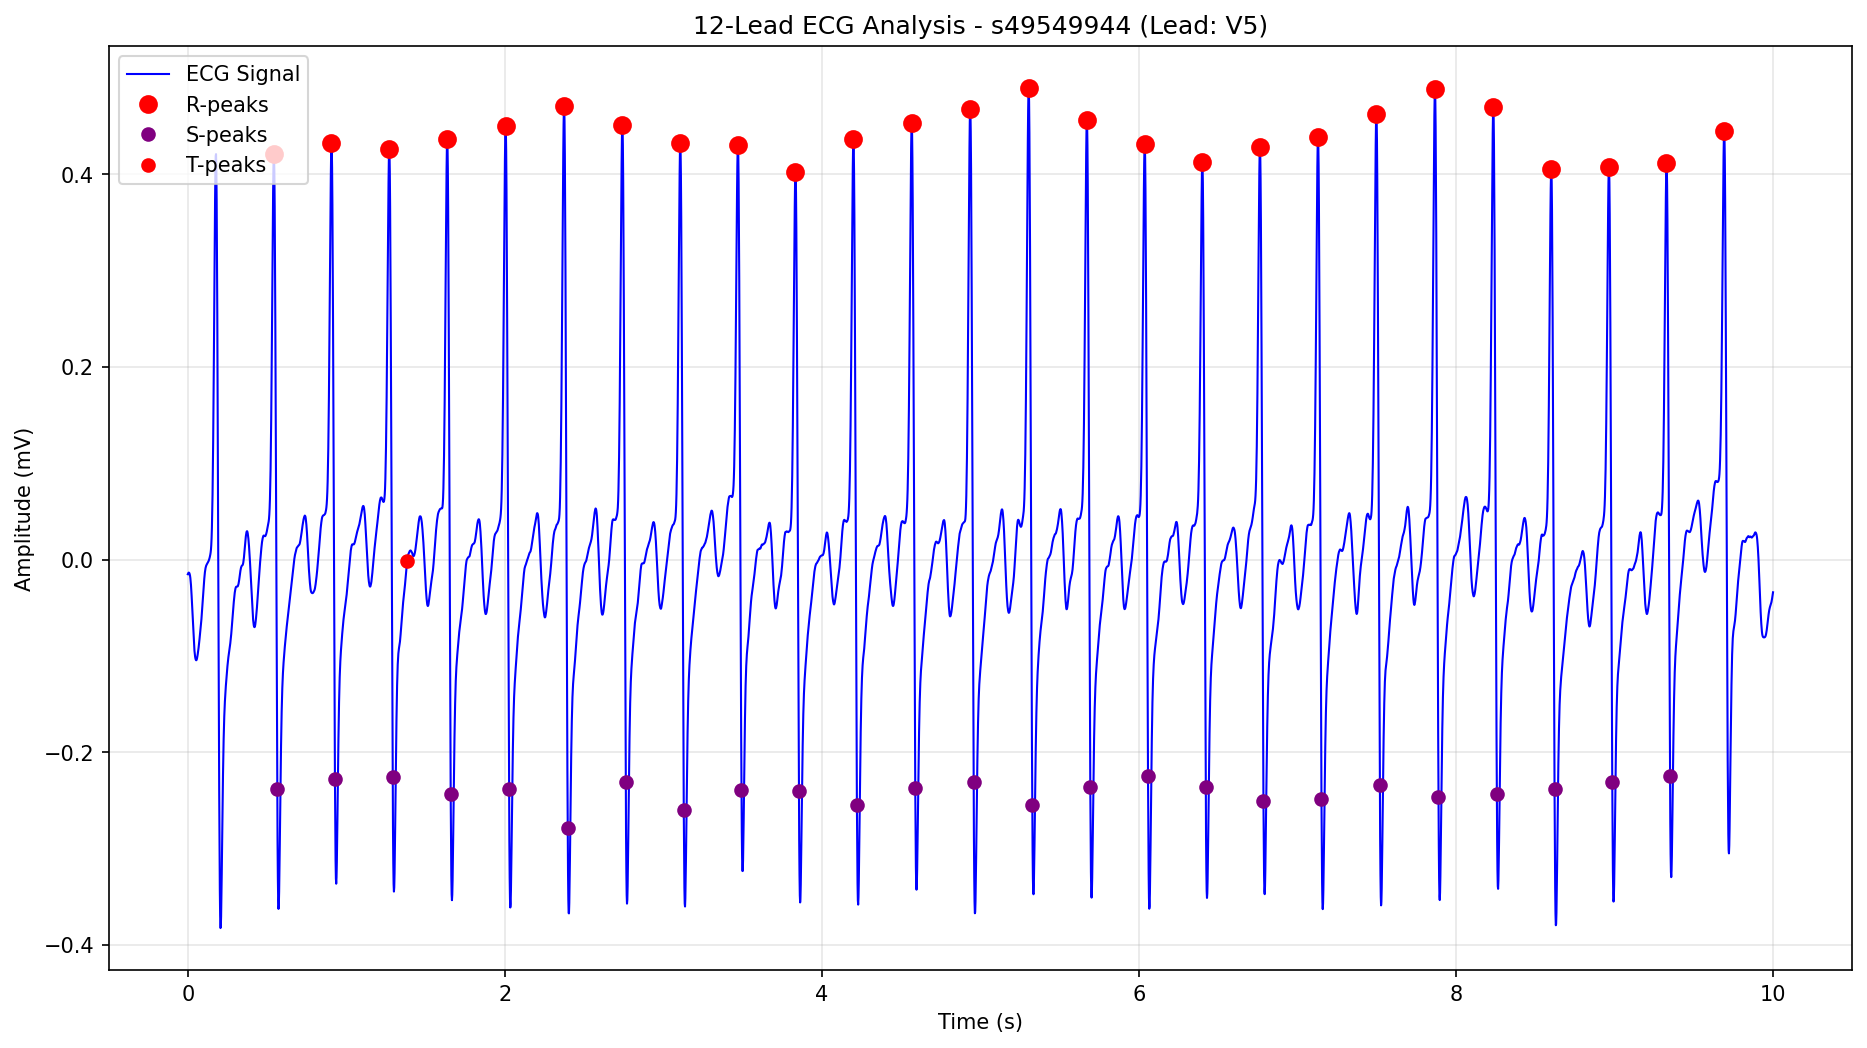 12-Lead ECG Analysis - s49549944 (Lead: V5)
ECG Signal
R-peaks
S-peaks
T-peaks
Amplitude (mV)
0.4
0.2
0.0
−0.2
−0.4
0 2 4 6 8 10
Time (s)